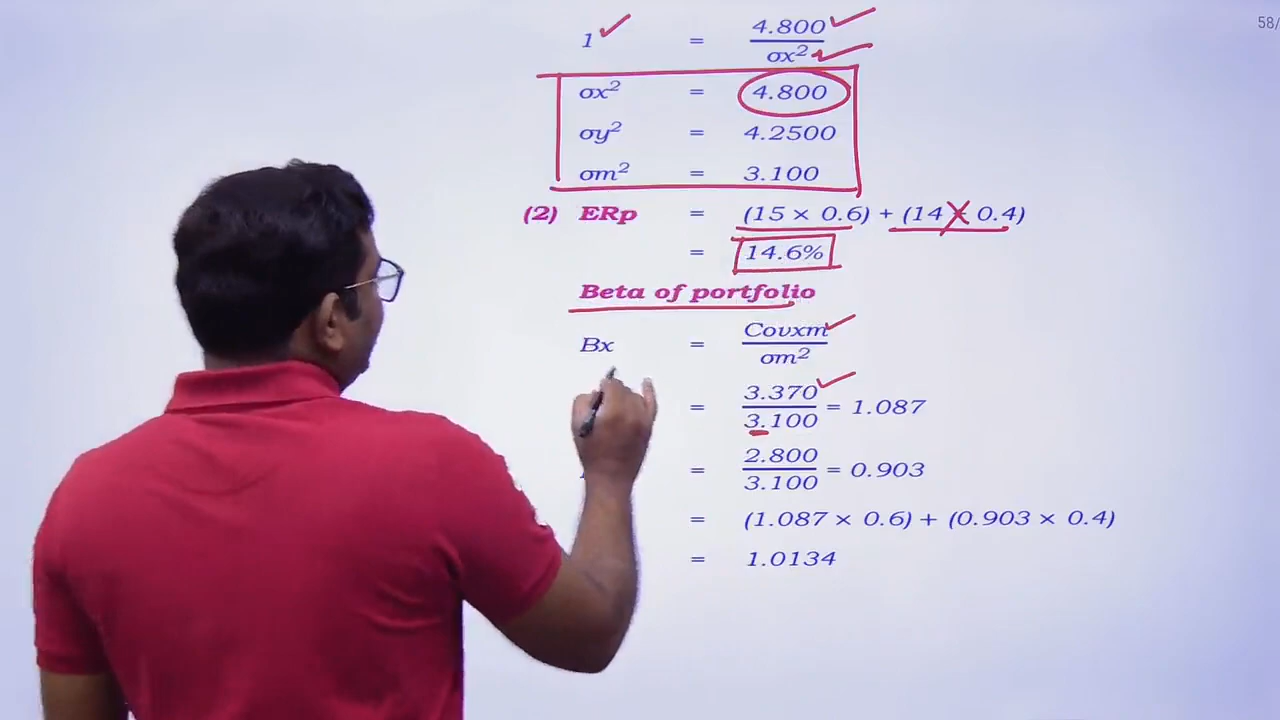 58/
1 = 4.800 / σx²
σx² = 4.800
σy² = 4.2500
σm² = 3.100
(2) ERp = (15 × 0.6) + (14 × 0.4)
= 14.6%
Beta of portfolio
Bx = Covxm / σm²
= 3.370 / 3.100 = 1.087
= 2.800 / 3.100 = 0.903
= (1.087 × 0.6) + (0.903 × 0.4)
= 1.0134